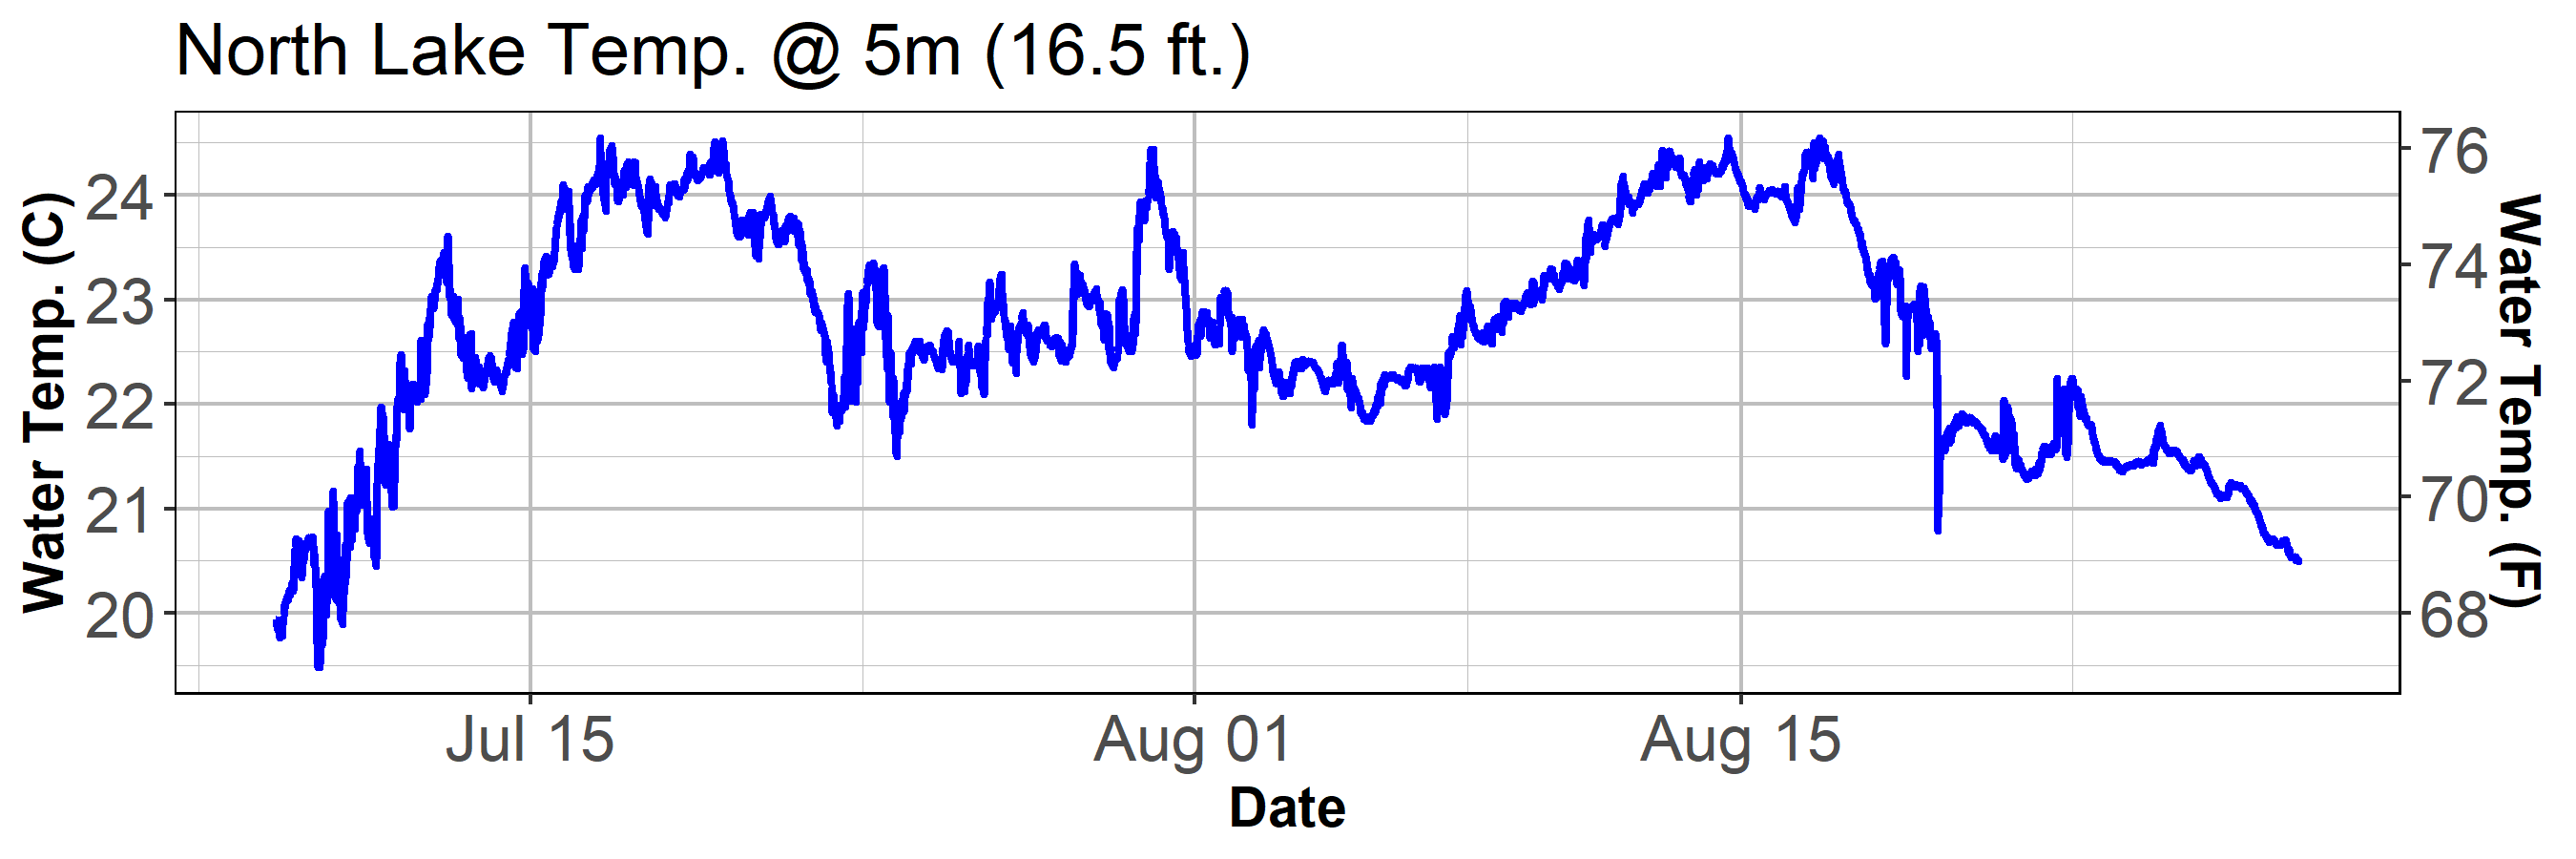 North Lake Temp. @ 5m (16.5 ft.)
Water Temp. (C)
24
23
22
21
20
76
74
72
70
68
Water Temp. (F)
Jul 15
Aug 01
Aug 15
Date